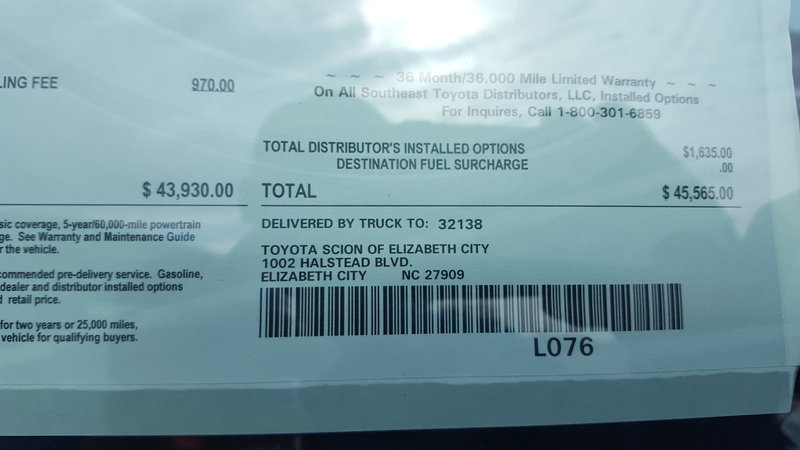 LING FEE 970.00
$ 43,930.00
sic coverage, 5-year/60,000-mile powertrain
ge. See Warranty and Maintenance Guide
r the vehicle.
commended pre-delivery service. Gasoline,
dealer and distributor installed options
d retail price.
for two years or 25,000 miles,
vehicle for qualifying buyers.
~ ~ ~ 36 Month/36,000 Mile Limited Warranty ~ ~ ~
On All Southeast Toyota Distributors, LLC, Installed Options
For Inquires, Call 1-800-301-6859
TOTAL DISTRIBUTOR'S INSTALLED OPTIONS $1,635.00
DESTINATION FUEL SURCHARGE .00
TOTAL $ 45,565.00
DELIVERED BY TRUCK TO: 32138
TOYOTA SCION OF ELIZABETH CITY
1002 HALSTEAD BLVD.
ELIZABETH CITY NC 27909
L076